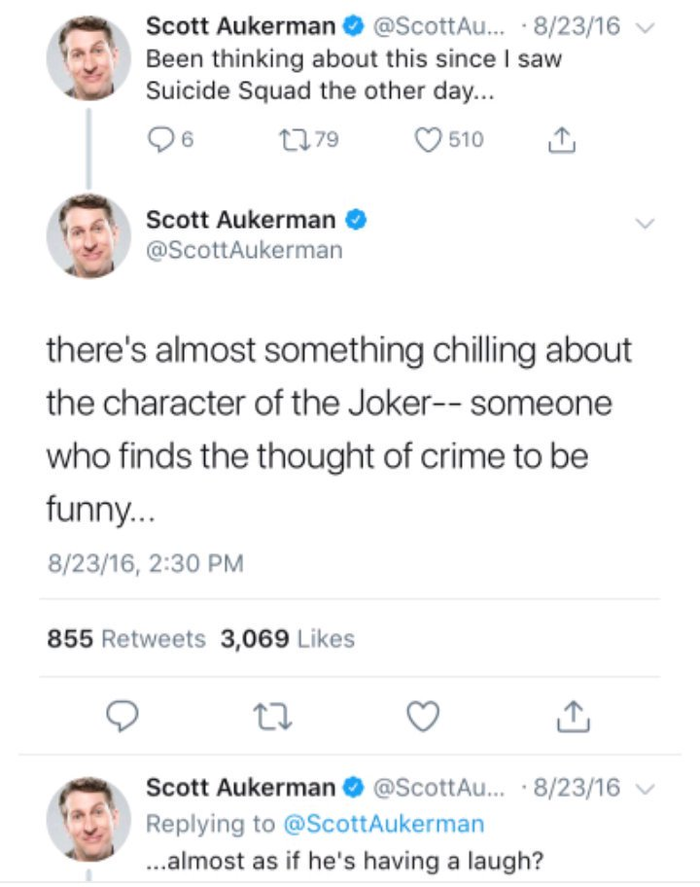 Scott Aukerman @ScottAu... · 8/23/16
Been thinking about this since I saw
Suicide Squad the other day...
6 79 510
Scott Aukerman
@ScottAukerman
there's almost something chilling about
the character of the Joker-- someone
who finds the thought of crime to be
funny...
8/23/16, 2:30 PM
855 Retweets 3,069 Likes
Scott Aukerman @ScottAu... · 8/23/16
Replying to @ScottAukerman
...almost as if he's having a laugh?